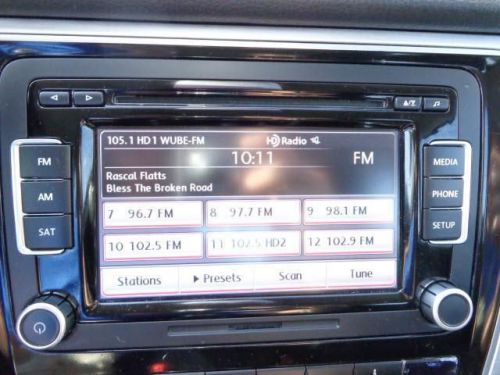 105.1 HD1 WUBE-FM HD Radio
10:11 FM
Rascal Flatts
Bless The Broken Road
7 96.7 FM 8 97.7 FM 9 98.1 FM
10 102.5 FM 11 102.5 HD2 12 102.9 FM
Stations Presets Scan Tune
FM
AM
SAT
MEDIA
PHONE
SETUP